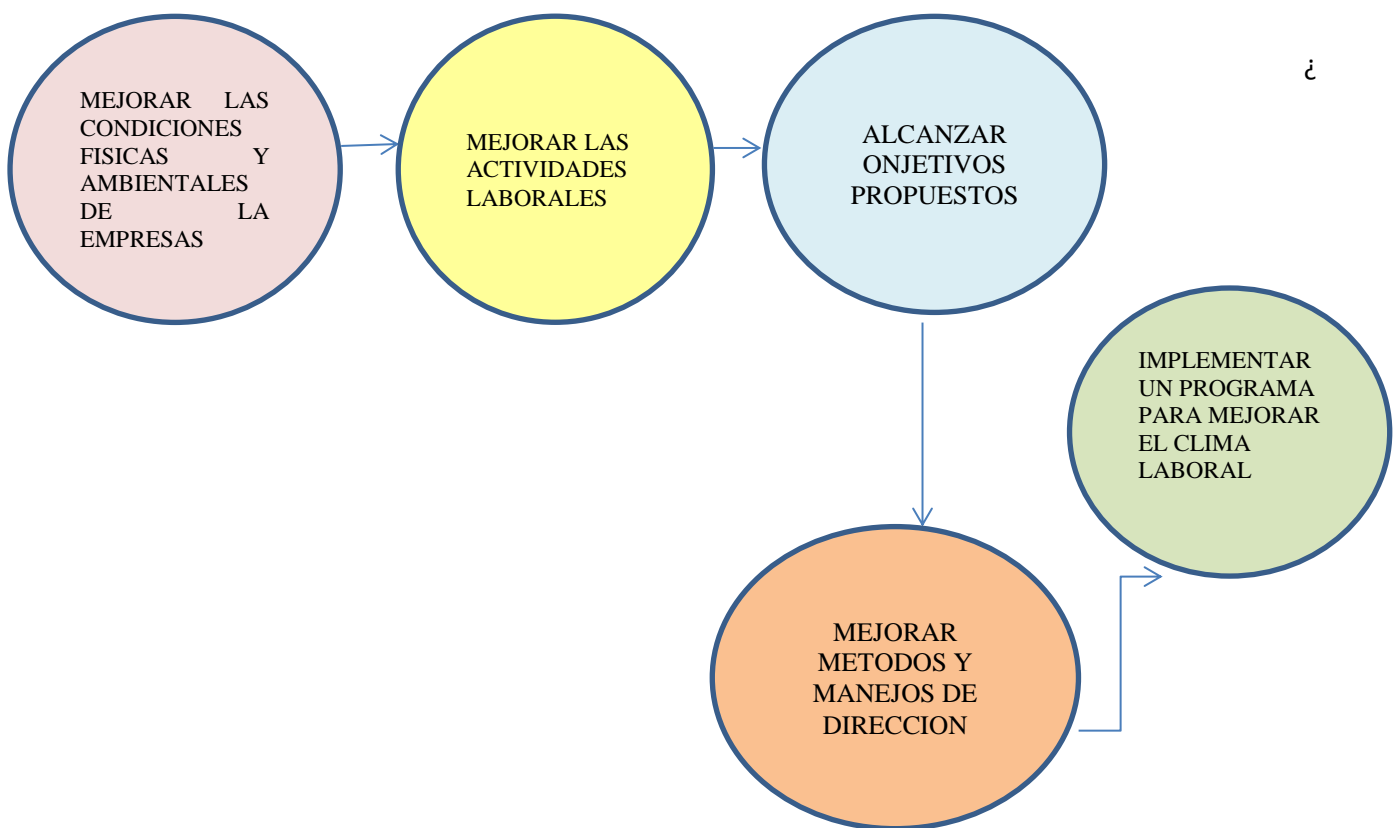 MEJORAR LAS
CONDICIONES
FISICAS Y
AMBIENTALES
DE LA
EMPRESAS
MEJORAR LAS
ACTIVIDADES
LABORALES
ALCANZAR
ONJETIVOS
PROPUESTOS
¿
IMPLEMENTAR
UN PROGRAMA
PARA MEJORAR
EL CLIMA
LABORAL
MEJORAR
METODOS Y
MANEJOS DE
DIRECCION